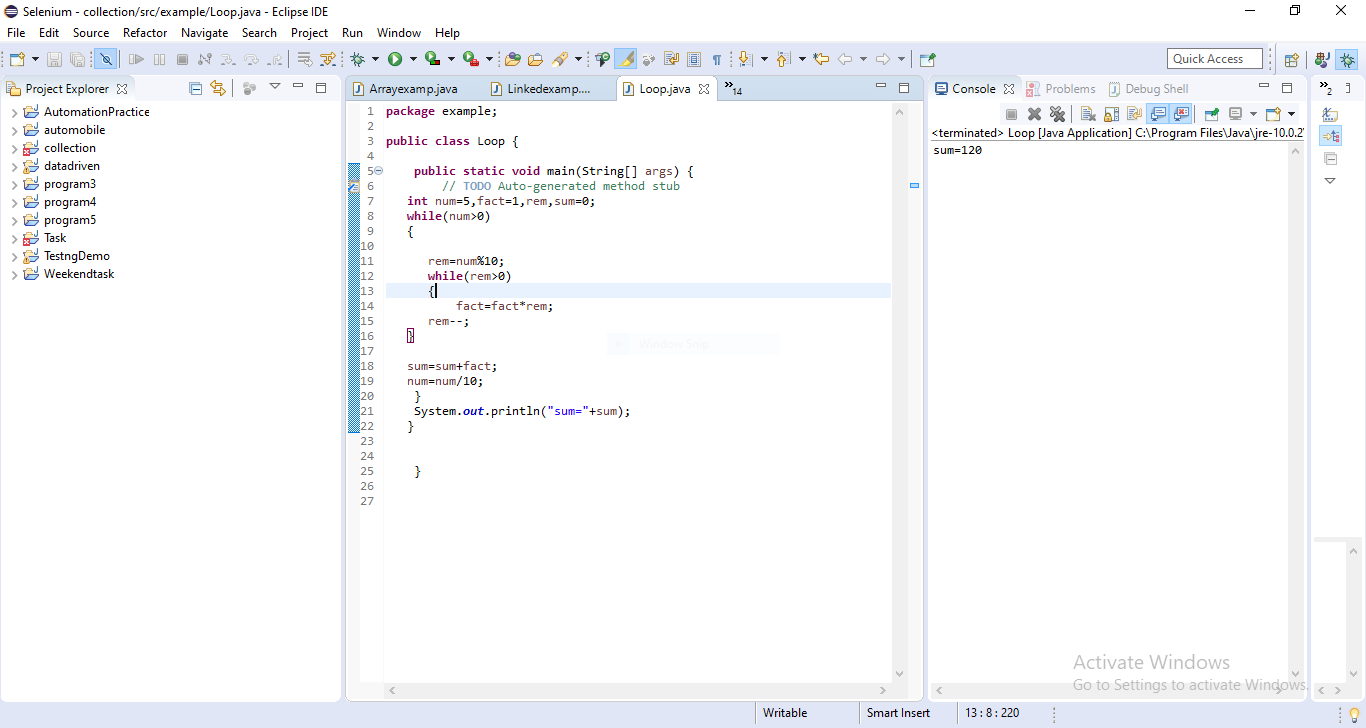 Selenium - collection/src/example/Loop.java - Eclipse IDE
File Edit Source Refactor Navigate Search Project Run Window Help
Quick Access
Project Explorer
AutomationPractice
automobile
collection
datadriven
program3
program4
program5
Task
TestngDemo
Weekendtask
Arrayexamp.java Linkedexamp.... Loop.java »14
1 package example;
2
3 public class Loop {
4
5 public static void main(String[] args) {
6 // TODO Auto-generated method stub
7 int num=5,fact=1,rem,sum=0;
8 while(num>0)
9 {
10
11 rem=num%10;
12 while(rem>0)
13 {
14 fact=fact*rem;
15 rem--;
16 }
17
18 sum=sum+fact;
19 num=num/10;
20 }
21 System.out.println("sum="+sum);
22 }
23
24
25 }
26
27
Window Snip
Console Problems Debug Shell
<terminated> Loop [Java Application] C:\Program Files\Java\jre-10.0.2\
sum=120
»2
Activate Windows
Go to Settings to activate Windows.
Writable Smart Insert 13 : 8 : 220